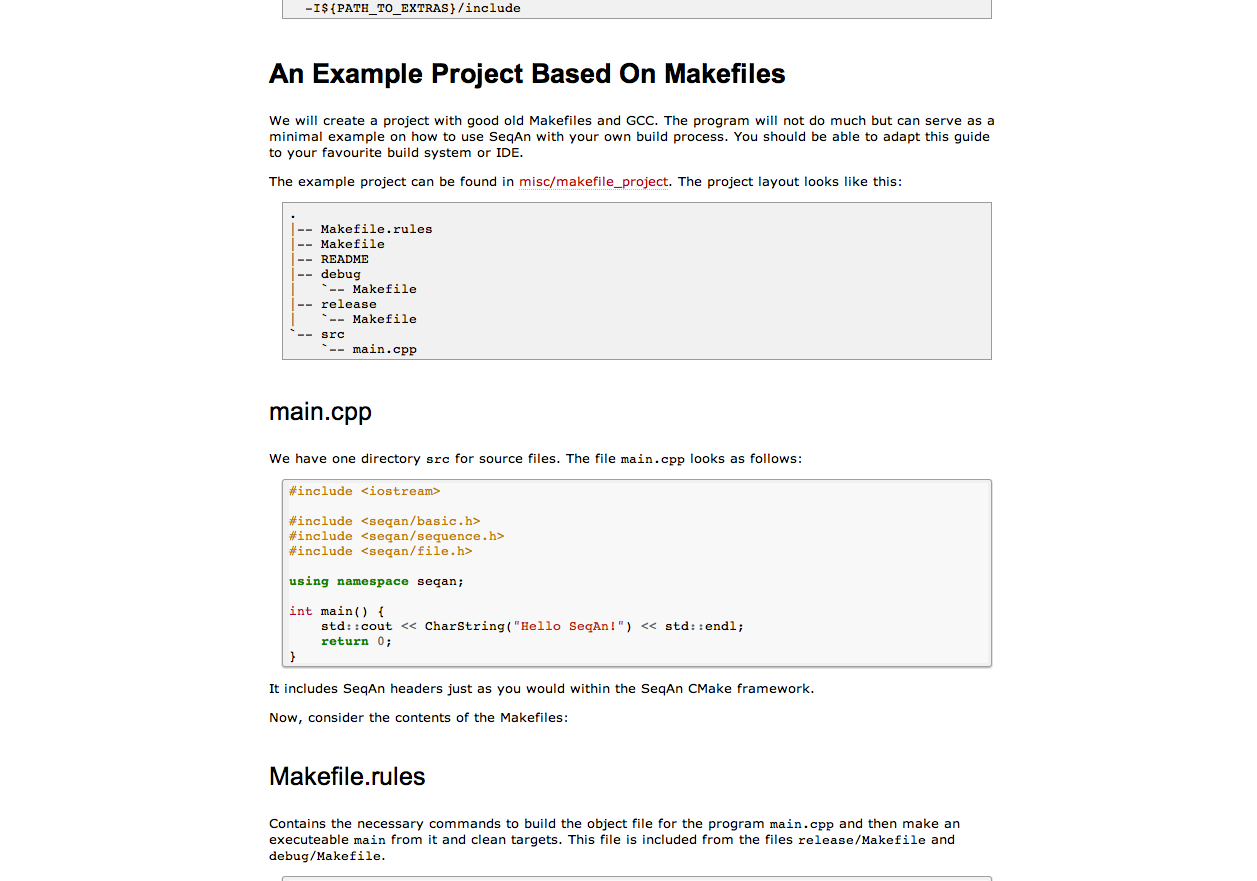 -I${PATH_TO_EXTRAS}/include
An Example Project Based On Makefiles
We will create a project with good old Makefiles and GCC. The program will not do much but can serve as a
minimal example on how to use SeqAn with your own build process. You should be able to adapt this guide
to your favourite build system or IDE.
The example project can be found in misc/makefile_project. The project layout looks like this:
.
|-- Makefile.rules
|-- Makefile
|-- README
|-- debug
|   `-- Makefile
|-- release
|   `-- Makefile
`-- src
    `-- main.cpp
main.cpp
We have one directory src for source files. The file main.cpp looks as follows:
#include <iostream>
#include <seqan/basic.h>
#include <seqan/sequence.h>
#include <seqan/file.h>
using namespace seqan;
int main() {
    std::cout << CharString("Hello SeqAn!") << std::endl;
    return 0;
}
It includes SeqAn headers just as you would within the SeqAn CMake framework.
Now, consider the contents of the Makefiles:
Makefile.rules
Contains the necessary commands to build the object file for the program main.cpp and then make an
executeable main from it and clean targets. This file is included from the files release/Makefile and
debug/Makefile.